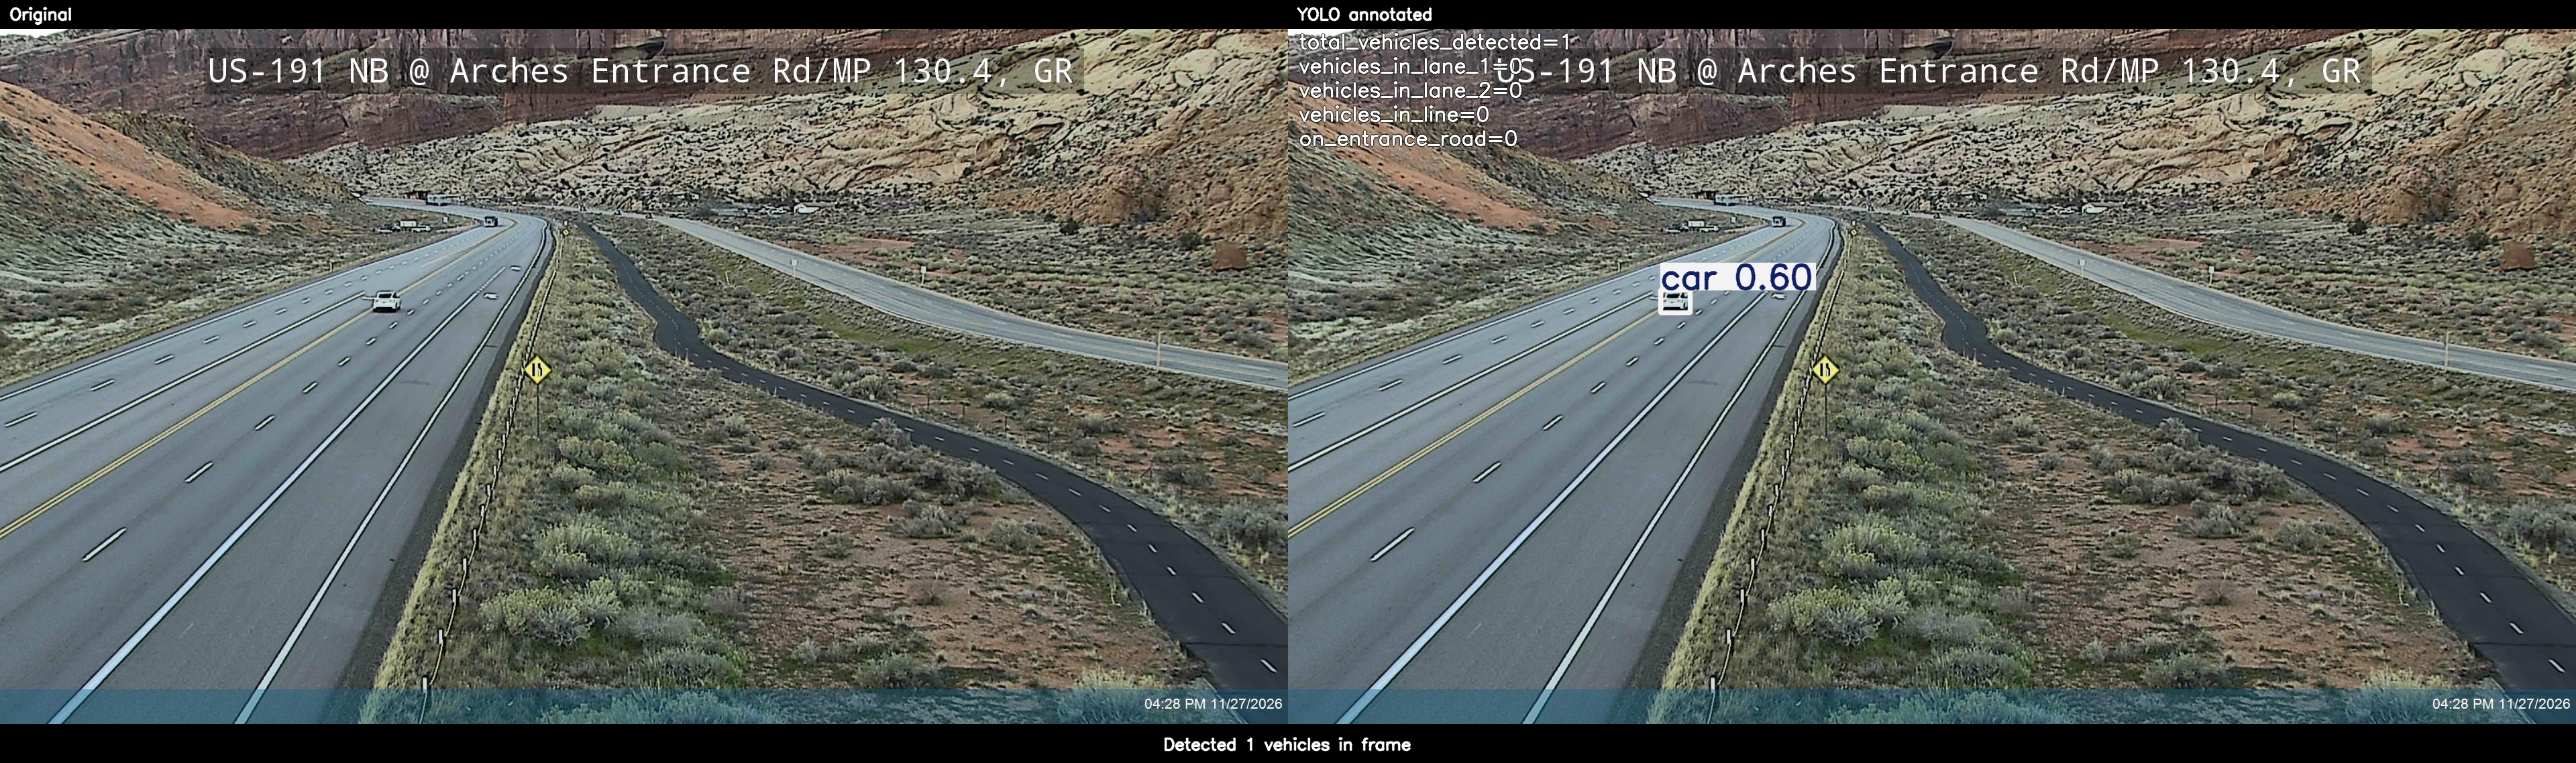 Original
US-191 NB @ Arches Entrance Rd/MP 130.4, GR
04:28 PM 11/27/2026
YOLO annotated
total_vehicles_detected=1
vehicles_in_lane_1=0
US-191 NB @ Arches Entrance Rd/MP 130.4, GR
vehicles_in_lane_2=0
vehicles_in_line=0
on_entrance_road=0
car 0.60
04:28 PM 11/27/2026
Detected 1 vehicles in frame